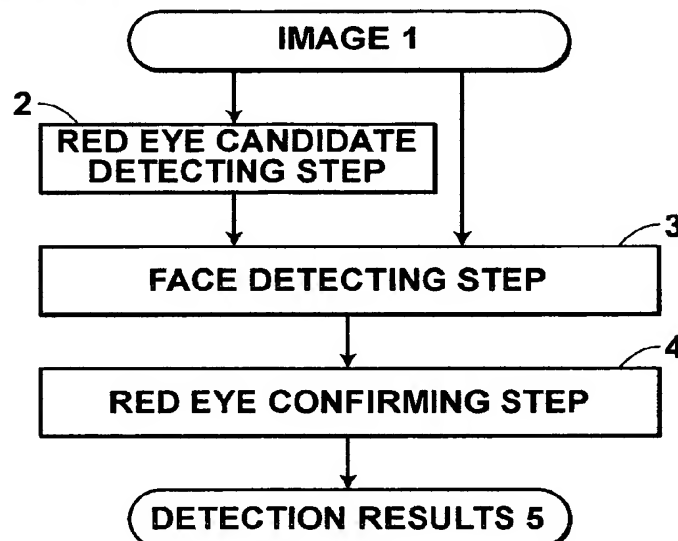 IMAGE 1
2
RED EYE CANDIDATE
DETECTING STEP
3
FACE DETECTING STEP
4
RED EYE CONFIRMING STEP
DETECTION RESULTS 5